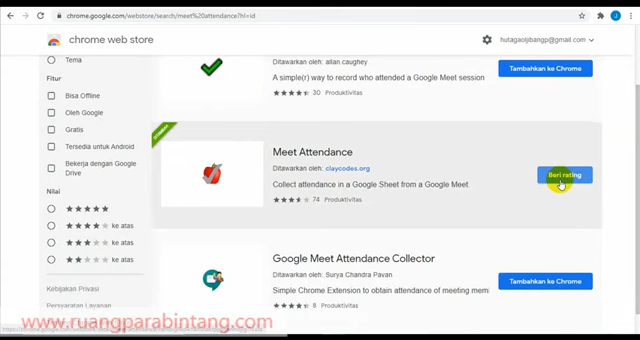 chrome.google.com/webstore/search/meet%20attendance?hl=id
chrome web store
hutagaoljibangp@gmail.com
Tema
Fitur
Bisa Offline
Oleh Google
Gratis
Tersedia untuk Android
Bekerja dengan Google
Drive
Nilai
ke atas
ke atas
ke atas
Kebijakan Privasi
Persyaratan Layanan
Ditawarkan oleh: allan caughey
A simple(r) way to record who attended a Google Meet session
30 Produktivitas
Tambahkan ke Chrome
Meet Attendance
Ditawarkan oleh: claycodes.org
Collect attendance in a Google Sheet from a Google Meet
74 Produktivitas
Beri rating
Google Meet Attendance Collector
Ditawarkan oleh: Surya Chandra Pavan
Simple Chrome Extension to obtain attendance of meeting mem
8 Produktivitas
Tambahkan ke Chrome
www.ruangparabintang.com